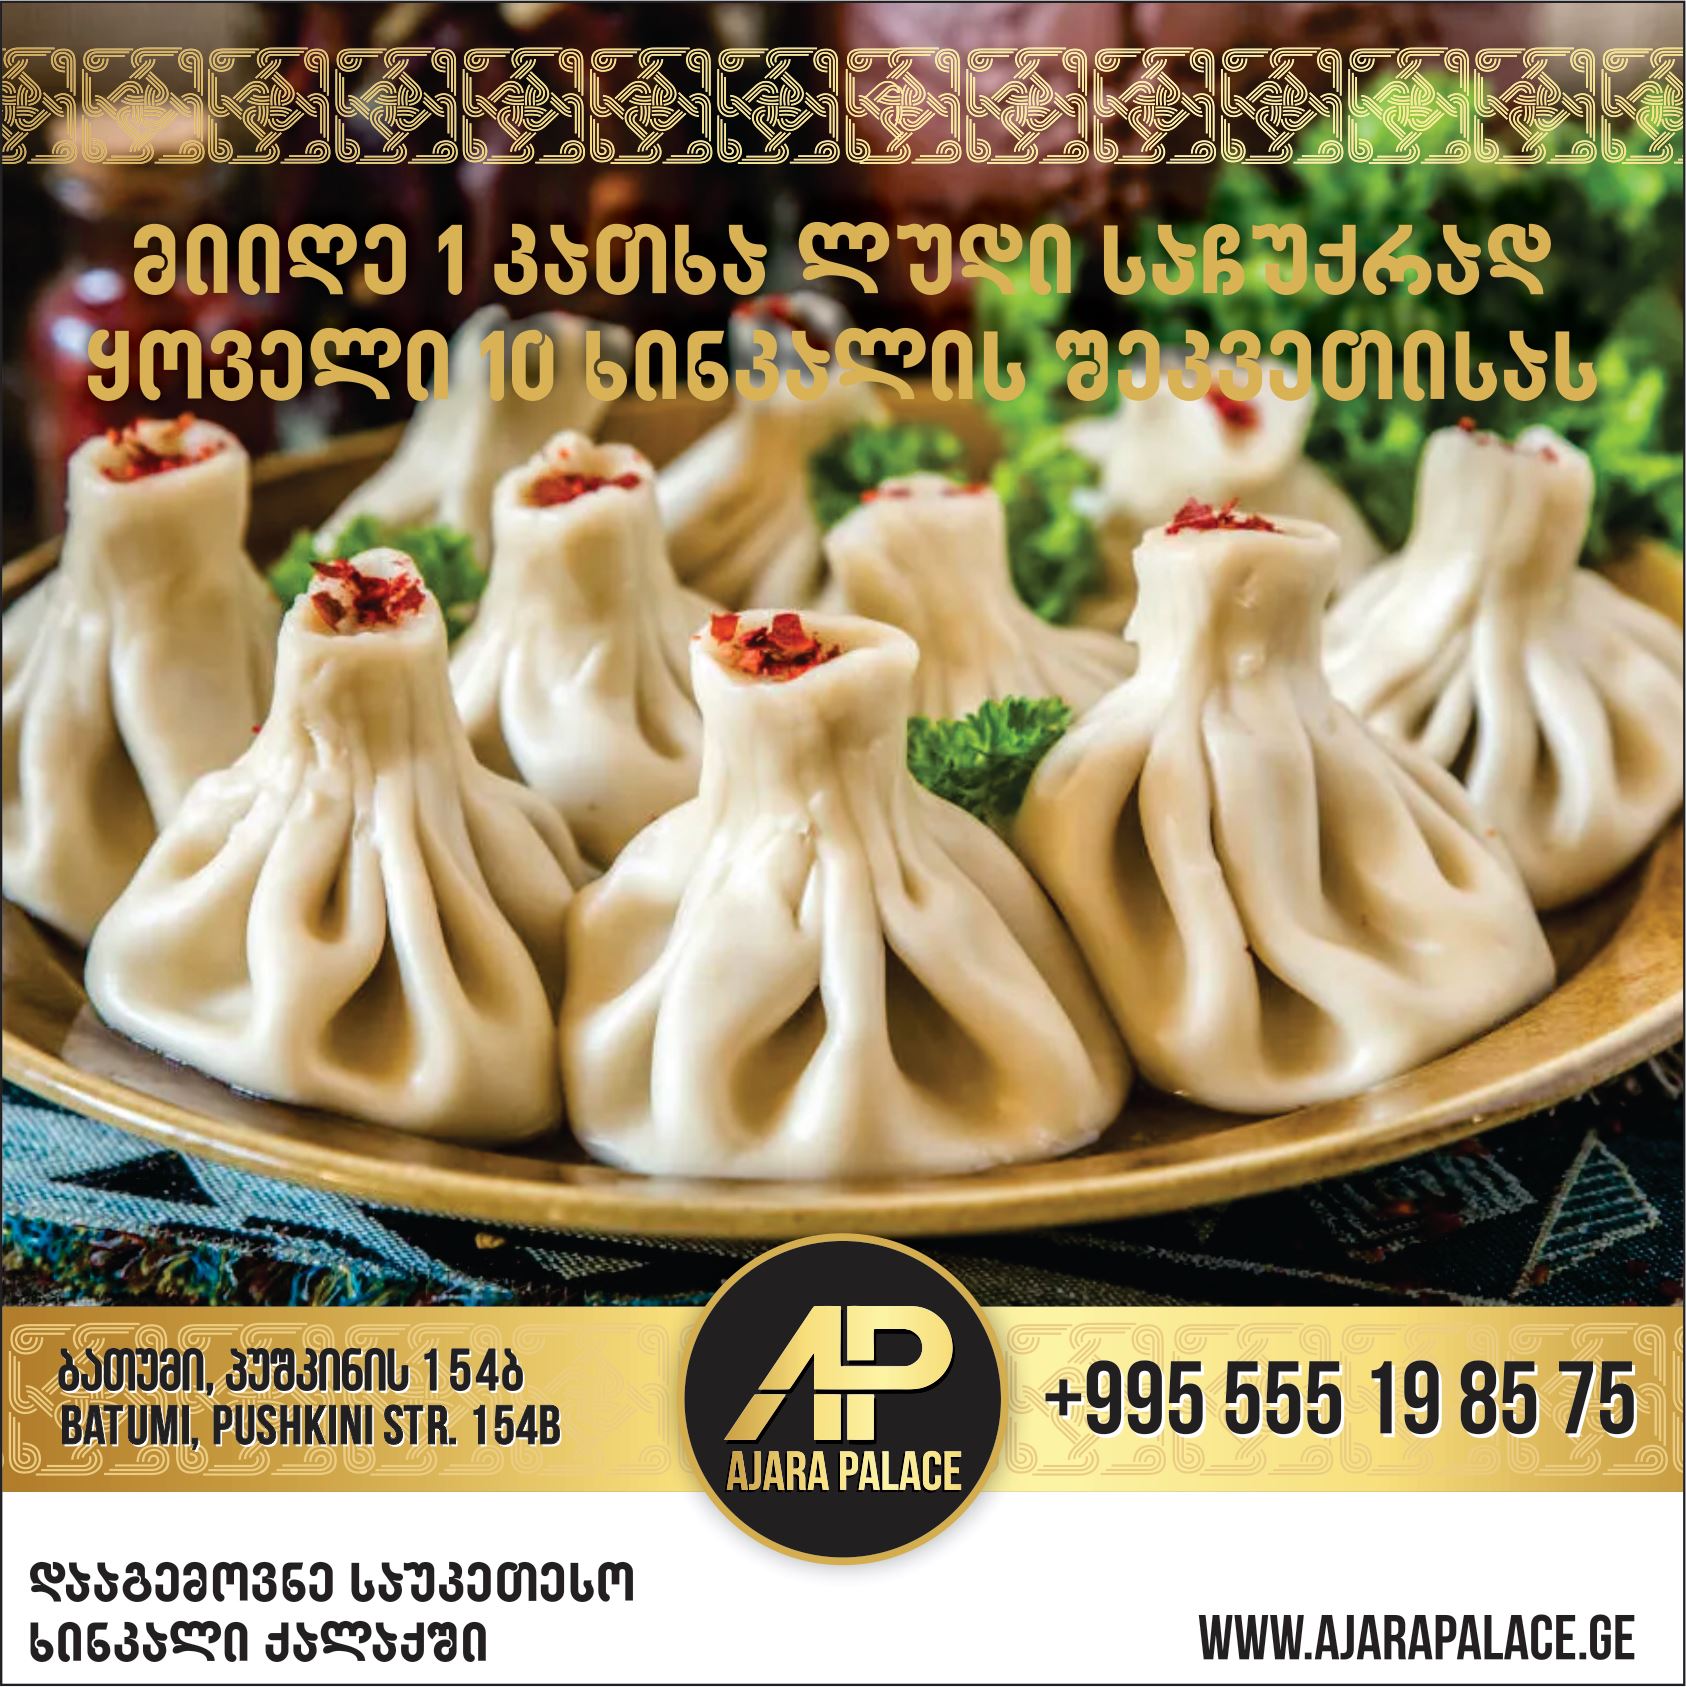 მიიღე 1 კათხა ლუდი საჩუქრად
ყოველი 10 ხინკალის შეკვეთისას
ბათუმი, პუშკინის 154ბ
BATUMI, PUSHKINI STR. 154B
AP
AJARA PALACE
+995 555 19 85 75
დააგემოვნე საუკეთესო
ხინკალი ქალაქში
WWW.AJARAPALACE.GE